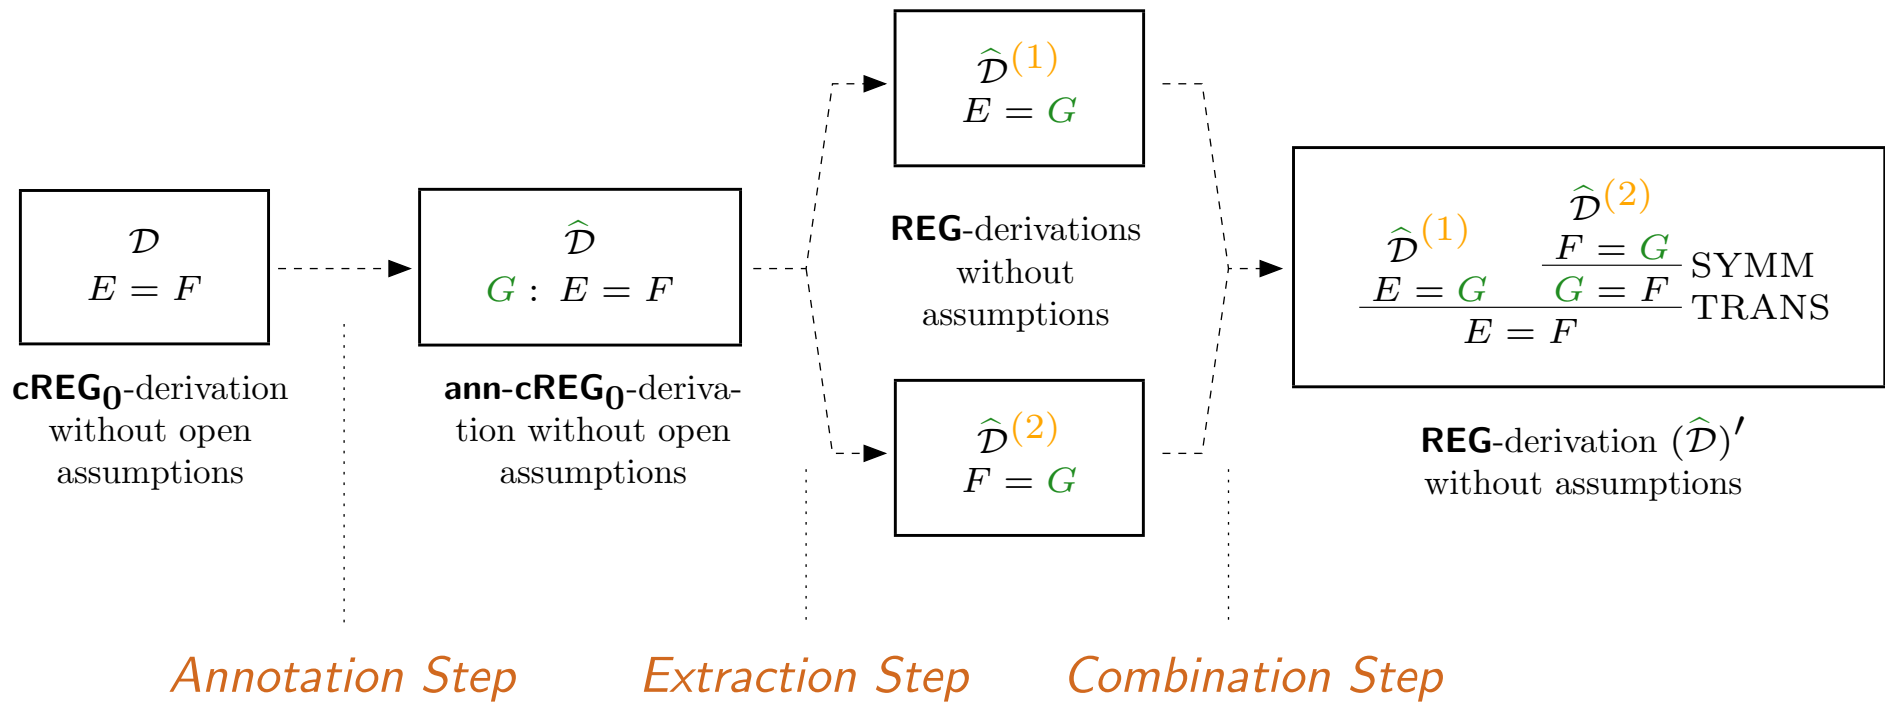 𝒟
E = F
cREG₀-derivation
without open
assumptions
𝒟̂
G : E = F
ann-cREG₀-deriva-
tion without open
assumptions
𝒟̂⁽¹⁾
E = G
REG-derivations
without
assumptions
𝒟̂⁽²⁾
F = G
𝒟̂⁽²⁾
𝒟̂⁽¹⁾ F = G SYMM
E = G G = F TRANS
E = F
REG-derivation (𝒟̂)′
without assumptions
Annotation Step
Extraction Step
Combination Step